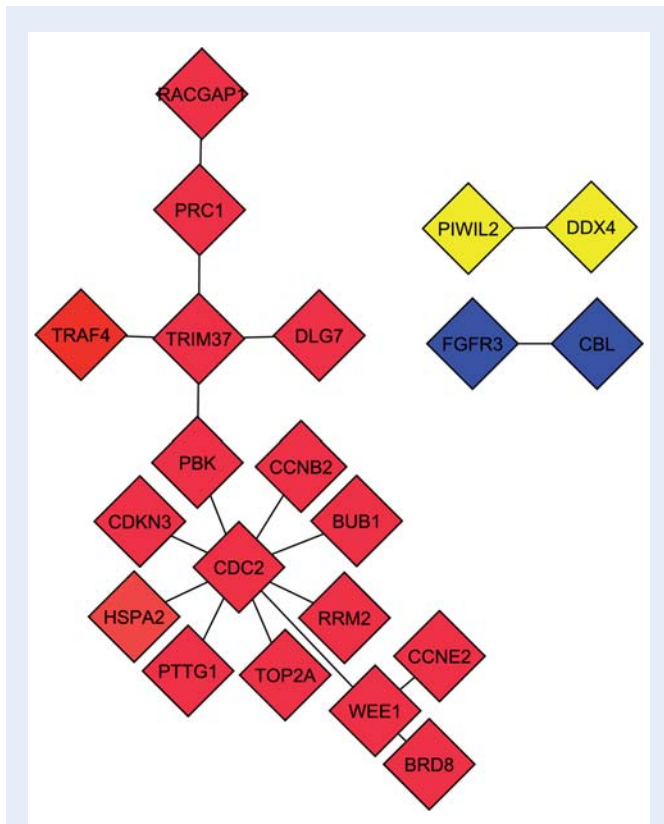 RACGAP1
PRC1
PIWIL2
DDX4
TRAF4
TRIM37
DLG7
FGFR3
CBL
PBK
CCNB2
CDKN3
BUB1
CDC2
HSPA2
RRM2
PTTG1
TOP2A
CCNE2
WEE1
BRD8